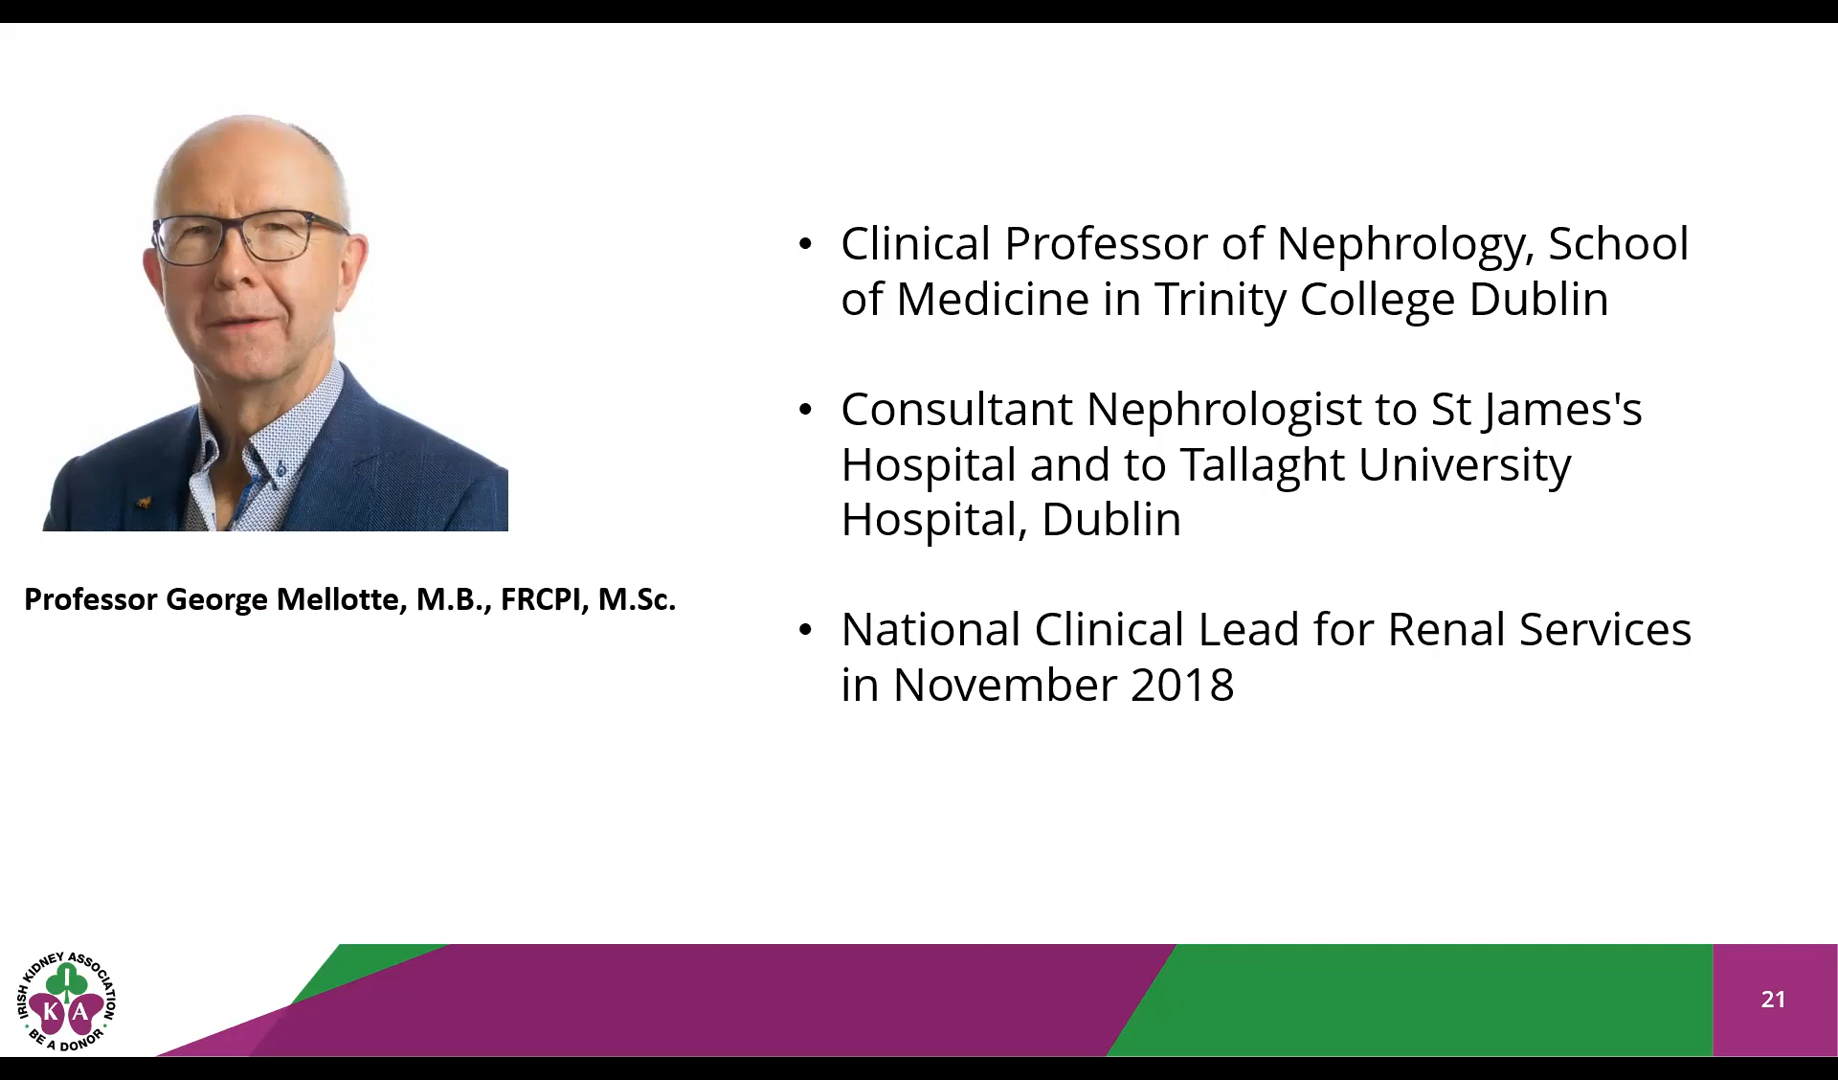 Professor George Mellotte, M.B., FRCPI, M.Sc.
• Clinical Professor of Nephrology, School
of Medicine in Trinity College Dublin
• Consultant Nephrologist to St James's
Hospital and to Tallaght University
Hospital, Dublin
• National Clinical Lead for Renal Services
in November 2018
IRISH KIDNEY ASSOCIATION
I
K A
• BE A DONOR •
21